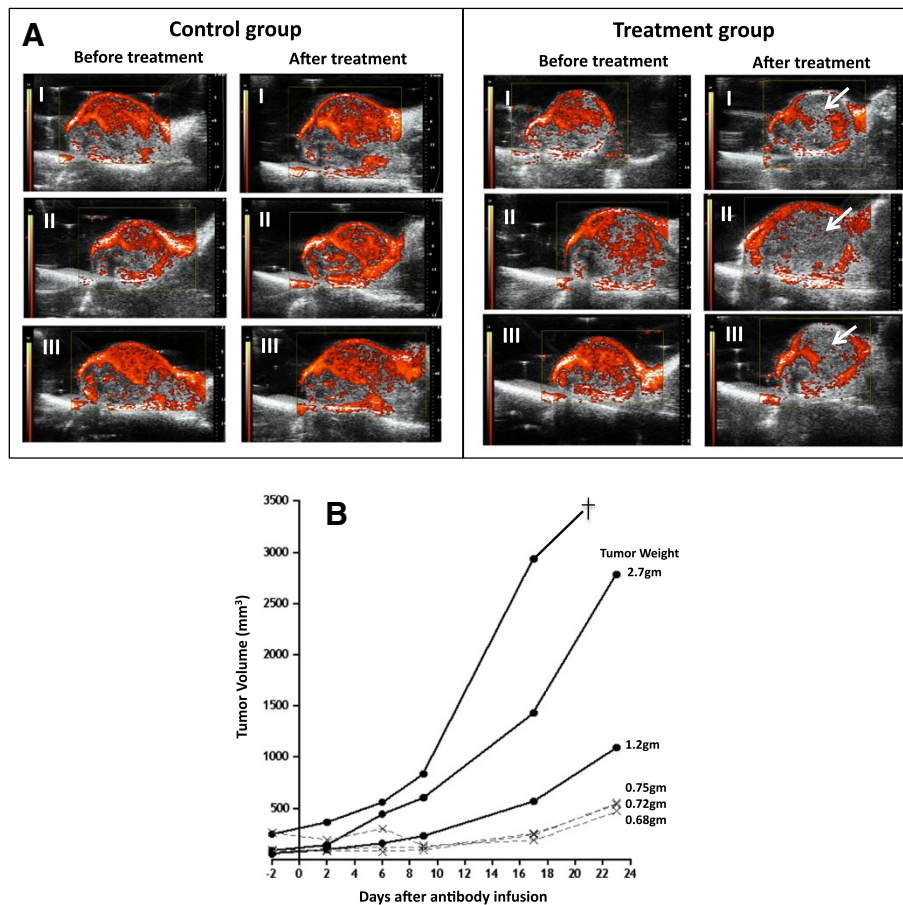 A
Control group
Before treatment
After treatment
I
I
II
II
III
III
Treatment group
Before treatment
After treatment
I
I
II
II
III
III
B
Tumor Volume (mm³)
3500
3000
2500
2000
1500
1000
500
†
Tumor Weight
2.7gm
1.2gm
0.75gm
0.72gm
0.68gm
-2 0 2 4 6 8 10 12 14 16 18 20 22 24
Days after antibody infusion